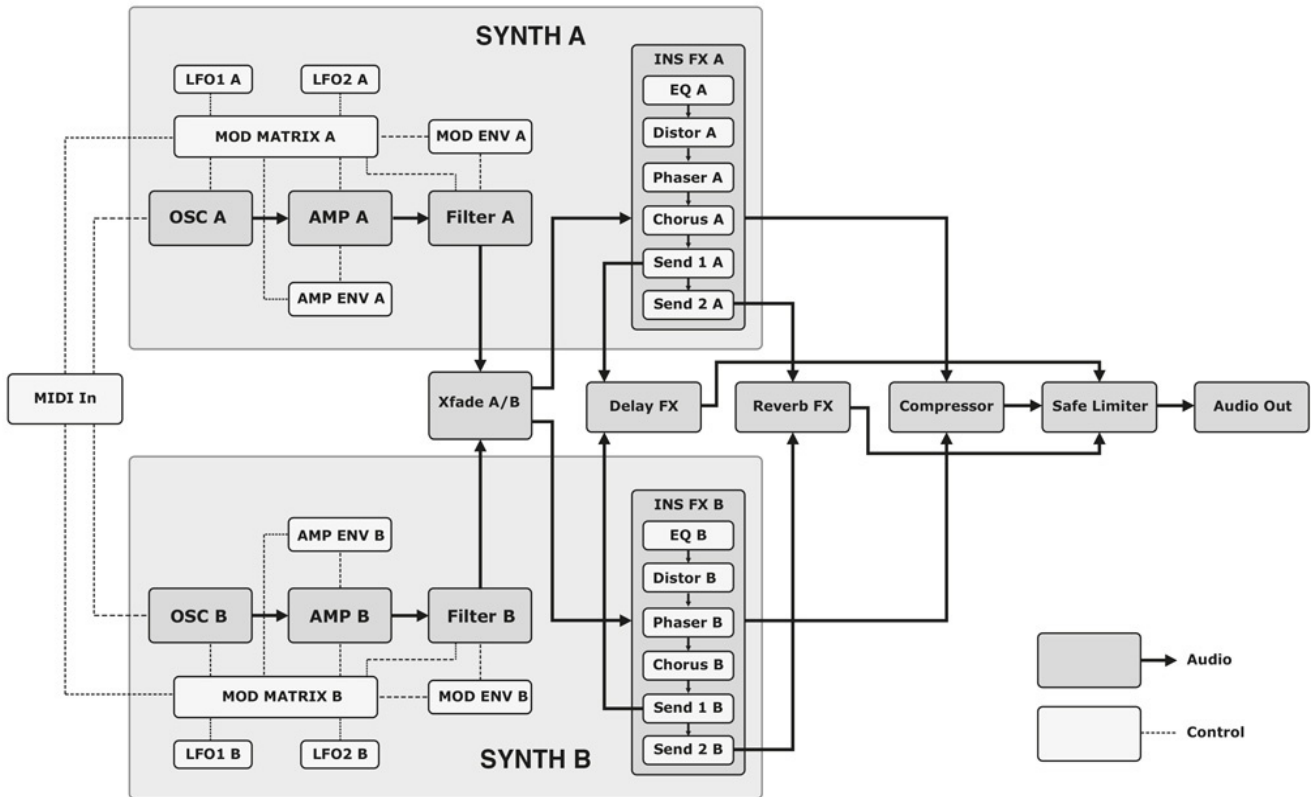 SYNTH A
LFO1 A
LFO2 A
MOD MATRIX A
MOD ENV A
OSC A
AMP A
Filter A
AMP ENV A
INS FX A
EQ A
Distor A
Phaser A
Chorus A
Send 1 A
Send 2 A
MIDI In
Xfade A/B
Delay FX
Reverb FX
Compressor
Safe Limiter
Audio Out
AMP ENV B
OSC B
AMP B
Filter B
MOD MATRIX B
MOD ENV B
LFO1 B
LFO2 B
SYNTH B
INS FX B
EQ B
Distor B
Phaser B
Chorus B
Send 1 B
Send 2 B
Audio
Control